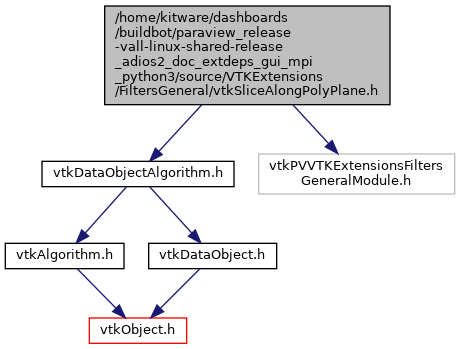 /home/kitware/dashboards
/buildbot/paraview_release
-vall-linux-shared-release
_adios2_doc_extdeps_gui_mpi
_python3/source/VTKExtensions
/FiltersGeneral/vtkSliceAlongPolyPlane.h
vtkDataObjectAlgorithm.h
vtkPVVTKExtensionsFilters
GeneralModule.h
vtkAlgorithm.h
vtkDataObject.h
vtkObject.h